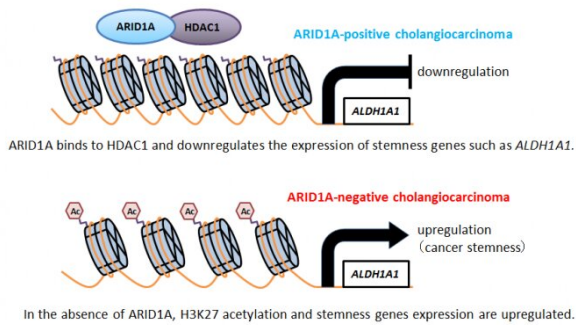 ARID1A HDAC1
ARID1A-positive cholangiocarcinoma
downregulation
ALDH1A1
ARID1A binds to HDAC1 and downregulates the expression of stemness genes such as ALDH1A1.
ARID1A-negative cholangiocarcinoma
Ac Ac Ac Ac
upregulation
(cancer stemness)
ALDH1A1
In the absence of ARID1A, H3K27 acetylation and stemness genes expression are upregulated.